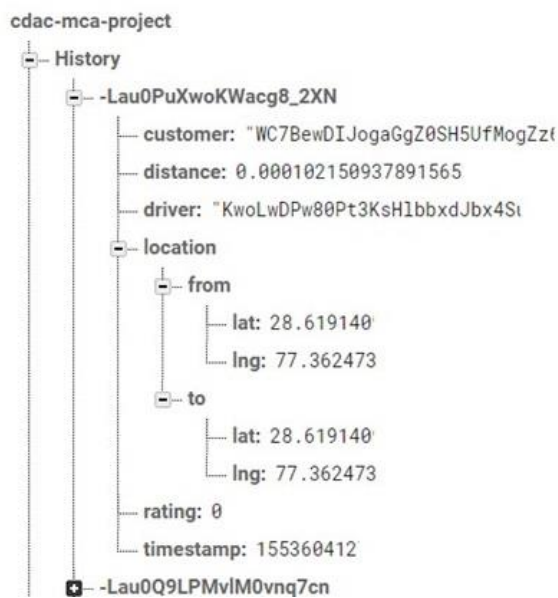 cdac-mca-project
History
-Lau0PuXwoKWacg8_2XN
customer: "WC7BewDIJogaGgZ0SH5UfMogZz
distance: 0.000102150937891565
driver: "KwoLwDPw80Pt3KsHlbbxdJbx4S
location
from
lat: 28.619140
lng: 77.362473
to
lat: 28.619140
lng: 77.362473
rating: 0
timestamp: 155360412
-Lau0Q9LPMvlM0vnq7cn